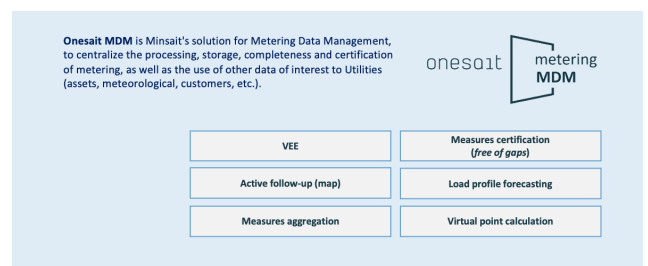 Onesait MDM is Minsait's solution for Metering Data Management,
to centralize the processing, storage, completeness and certification
of metering, as well as the use of other data of interest to Utilities
(assets, meteorological, customers, etc.).
onesaıt metering
MDM
VEE
Measures certification
(free of gaps)
Active follow-up (map)
Load profile forecasting
Measures aggregation
Virtual point calculation